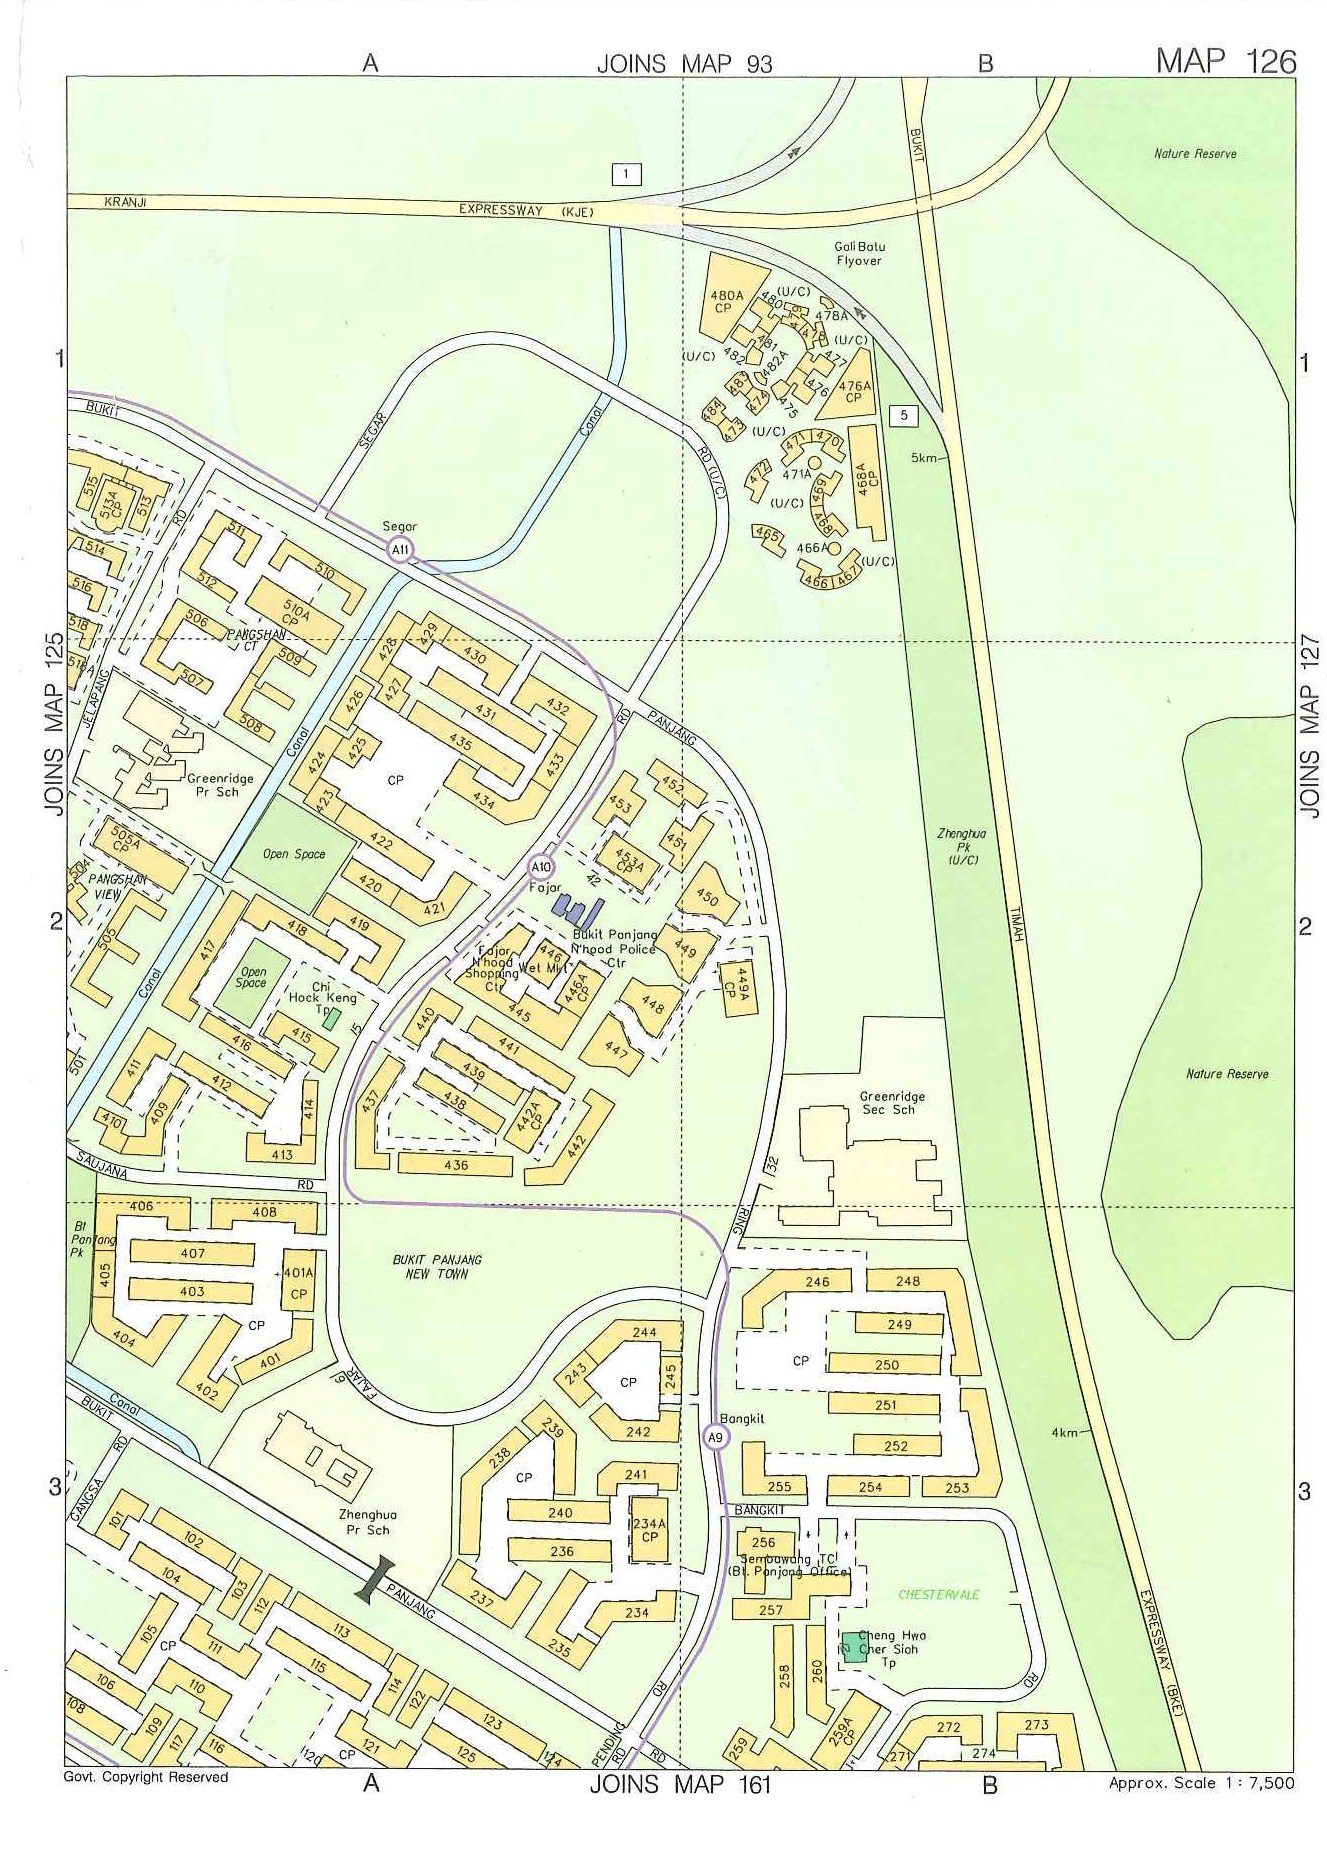 A
JOINS MAP 93
B
MAP 126
Nature Reserve
BUKIT
1
KRANJI
EXPRESSWAY (KJE)
Gali Batu
Flyover
480A
CP
480
(U/C)
478A
(U/C)
481
482
(U/C)
482A
477
476
476A
CP
475
474
483
484
473
(U/C)
5
1
1
SEGAR
Canal
RD (U/C)
BUKIT
471
470
471A
472
(U/C)
469
468
468A
CP
5km
465
466A
(U/C)
466
467
Segar
A11
515
513A
CP
513
RD
514
516
518
511
512
510
510A
CP
506
PANGSHAN
CT
509
507
508
JELAPANG
JOINS MAP 125
JOINS MAP 127
428
429
430
427
426
431
432
435
433
425
424
CP
434
423
422
RD
PANJANG
Canal
Greenridge
Pr Sch
Open Space
420
421
505A
CP
504
PANGSHAN
VIEW
505
417
418
419
Open
Space
Chi
Hock Keng
Tp
15
415
416
A10
Fajar
42
452
453
453A
CP
451
450
Bukit Panjang
N'hood Police
Ctr
449
449A
CP
448
447
Fajar
N'hood
Shopping
Ctr
446
Wet Mkt
446A
CP
445
440
441
439
438
442A
CP
437
436
442
2
2
Zhenghua
Pk
(U/C)
TIMAH
Canal
501
411
412
410
409
414
413
SAUJANA
RD
Greenridge
Sec Sch
Nature Reserve
32
RING
Bt
Panjang
Pk
406
408
407
405
403
401A
CP
404
CP
401
402
BUKIT PANJANG
NEW TOWN
19
FAJAR
244
243
245
CP
242
246
248
249
250
CP
251
252
255
254
253
Bangkit
A9
4km
Canal
BUKIT
RD
GANGSA
3
3
239
238
CP
241
240
234A
CP
236
237
234
235
Zhenghua
Pr Sch
PANJANG
BANGKIT
256
Sembawang TC
(Bt. Panjang Office)
257
CHESTERVALE
Cheng Hwa
Cher Siah
Tp
258
260
259A
CP
259
271
272
273
274
RD
EXPRESSWAY (BKE)
101
102
104
103
112
105
CP
111
113
115
114
122
106
108
110
109
117
116
120
CP
121
123
125
124
RD
PENDING
RD
RD
Govt. Copyright Reserved
A
JOINS MAP 161
B
Approx. Scale 1 : 7,500